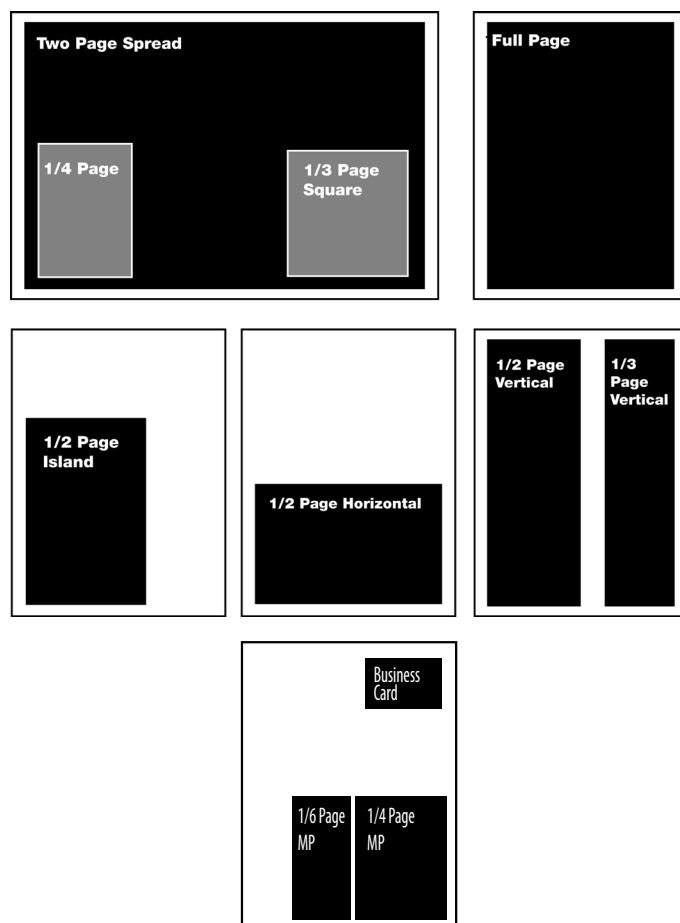 Two Page Spread
1/4 Page
1/3 Page
Square
Full Page
1/2 Page
Island
1/2 Page Horizontal
1/2 Page
Vertical
1/3
Page
Vertical
Business
Card
1/6 Page
MP
1/4 Page
MP